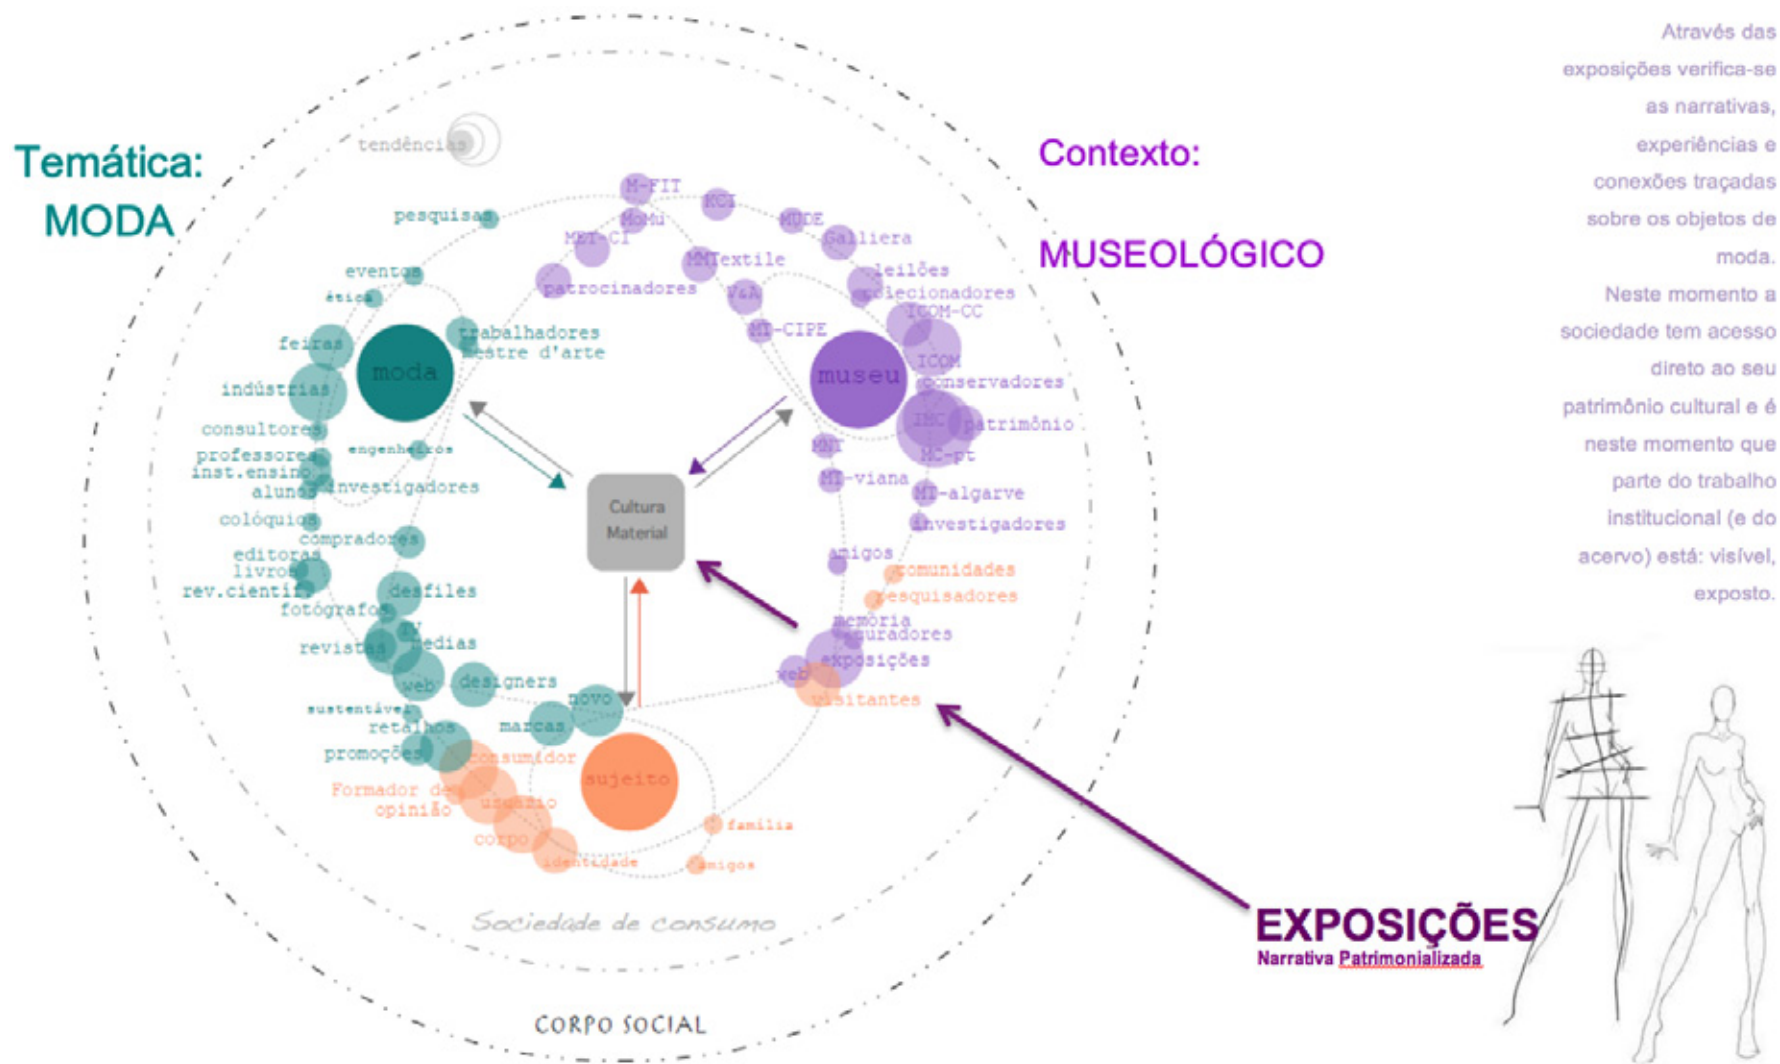 Temática:
MODA
tendências
pesquisas
eventos
ética
trabalhadores
mestre d'arte
feiras
moda
indústrias
consultores
engenheiros
professores
inst.ensino
investigadores
alunos
colóquios
compradores
editoras
livros
rev.científ
desfiles
fotógrafos
TV
medias
revistas
web
designers
novo
marcas
sustentável
retalhos
promoções
consumidor
Formador de
opinião
usuário
corpo
identidade
sujeito
família
amigos
Cultura
Material
M-FIT
MoMu
MET-CI
patrocinadores
KCI
MUDE
Galliera
MMTextile
V&A
MT-CIPE
leilões
colecionadores
ICOM-CC
ICOM
museu
conservadores
IMC
patrimônio
MC-pt
MNT
MT-viana
MT-algarve
investigadores
amigos
comunidades
pesquisadores
memória
curadores
exposições
web
visitantes
Sociedade de consumo
CORPO SOCIAL
Contexto:
MUSEOLÓGICO
Através das
exposições verifica-se
as narrativas,
experiências e
conexões traçadas
sobre os objetos de
moda.
Neste momento a
sociedade tem acesso
direto ao seu
patrimônio cultural e é
neste momento que
parte do trabalho
institucional (e do
acervo) está: visível,
exposto.
EXPOSIÇÕES
Narrativa Patrimonializada